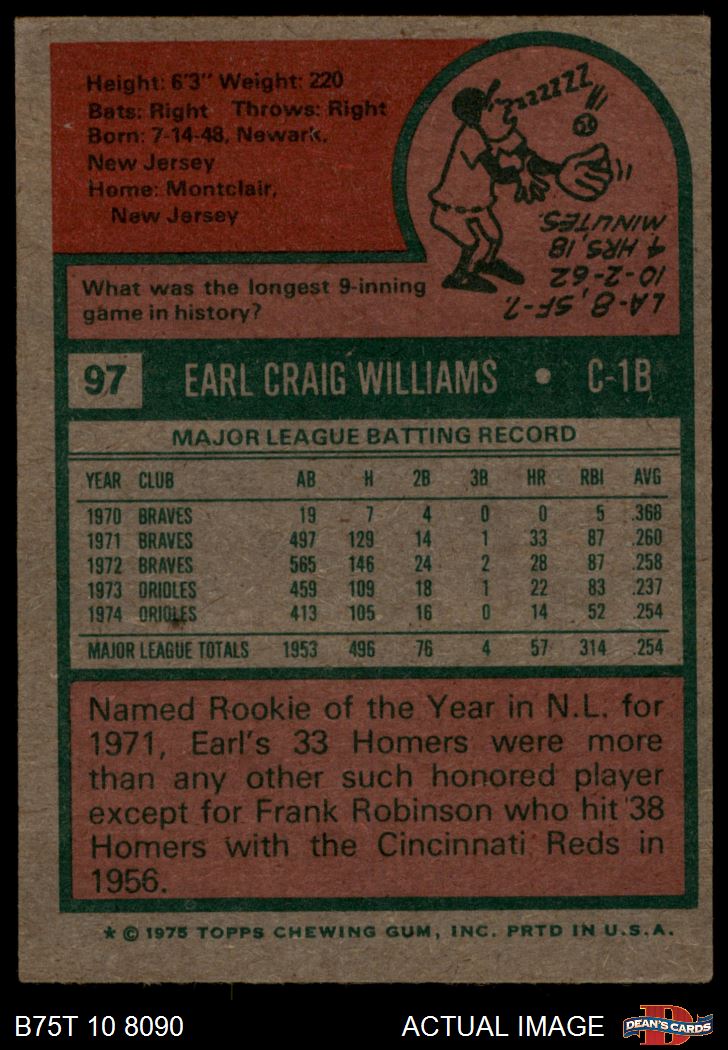 Height: 6'3" Weight: 220
Bats: Right Throws: Right
Born: 7-14-48, Newark,
New Jersey
Home: Montclair,
New Jersey
ZZZZZZZ
What was the longest 9-inning
game in history?
LA-8, SF-7.
10-2-62
4 HRS, 18
MINUTES.
97 EARL CRAIG WILLIAMS • C-1B
MAJOR LEAGUE BATTING RECORD
YEAR CLUB AB H 2B 3B HR RBI AVG
1970 BRAVES 19 7 4 0 0 5 .368
1971 BRAVES 497 129 14 1 33 87 .260
1972 BRAVES 565 146 24 2 28 87 .258
1973 ORIOLES 459 109 18 1 22 83 .237
1974 ORIOLES 413 105 16 0 14 52 .254
MAJOR LEAGUE TOTALS 1953 496 76 4 57 314 .254
Named Rookie of the Year in N.L. for
1971, Earl's 33 Homers were more
than any other such honored player
except for Frank Robinson who hit 38
Homers with the Cincinnati Reds in
1956.
* © 1975 TOPPS CHEWING GUM, INC. PRTD IN U.S.A.
B75T 10 8090 ACTUAL IMAGE DEAN'S CARDS